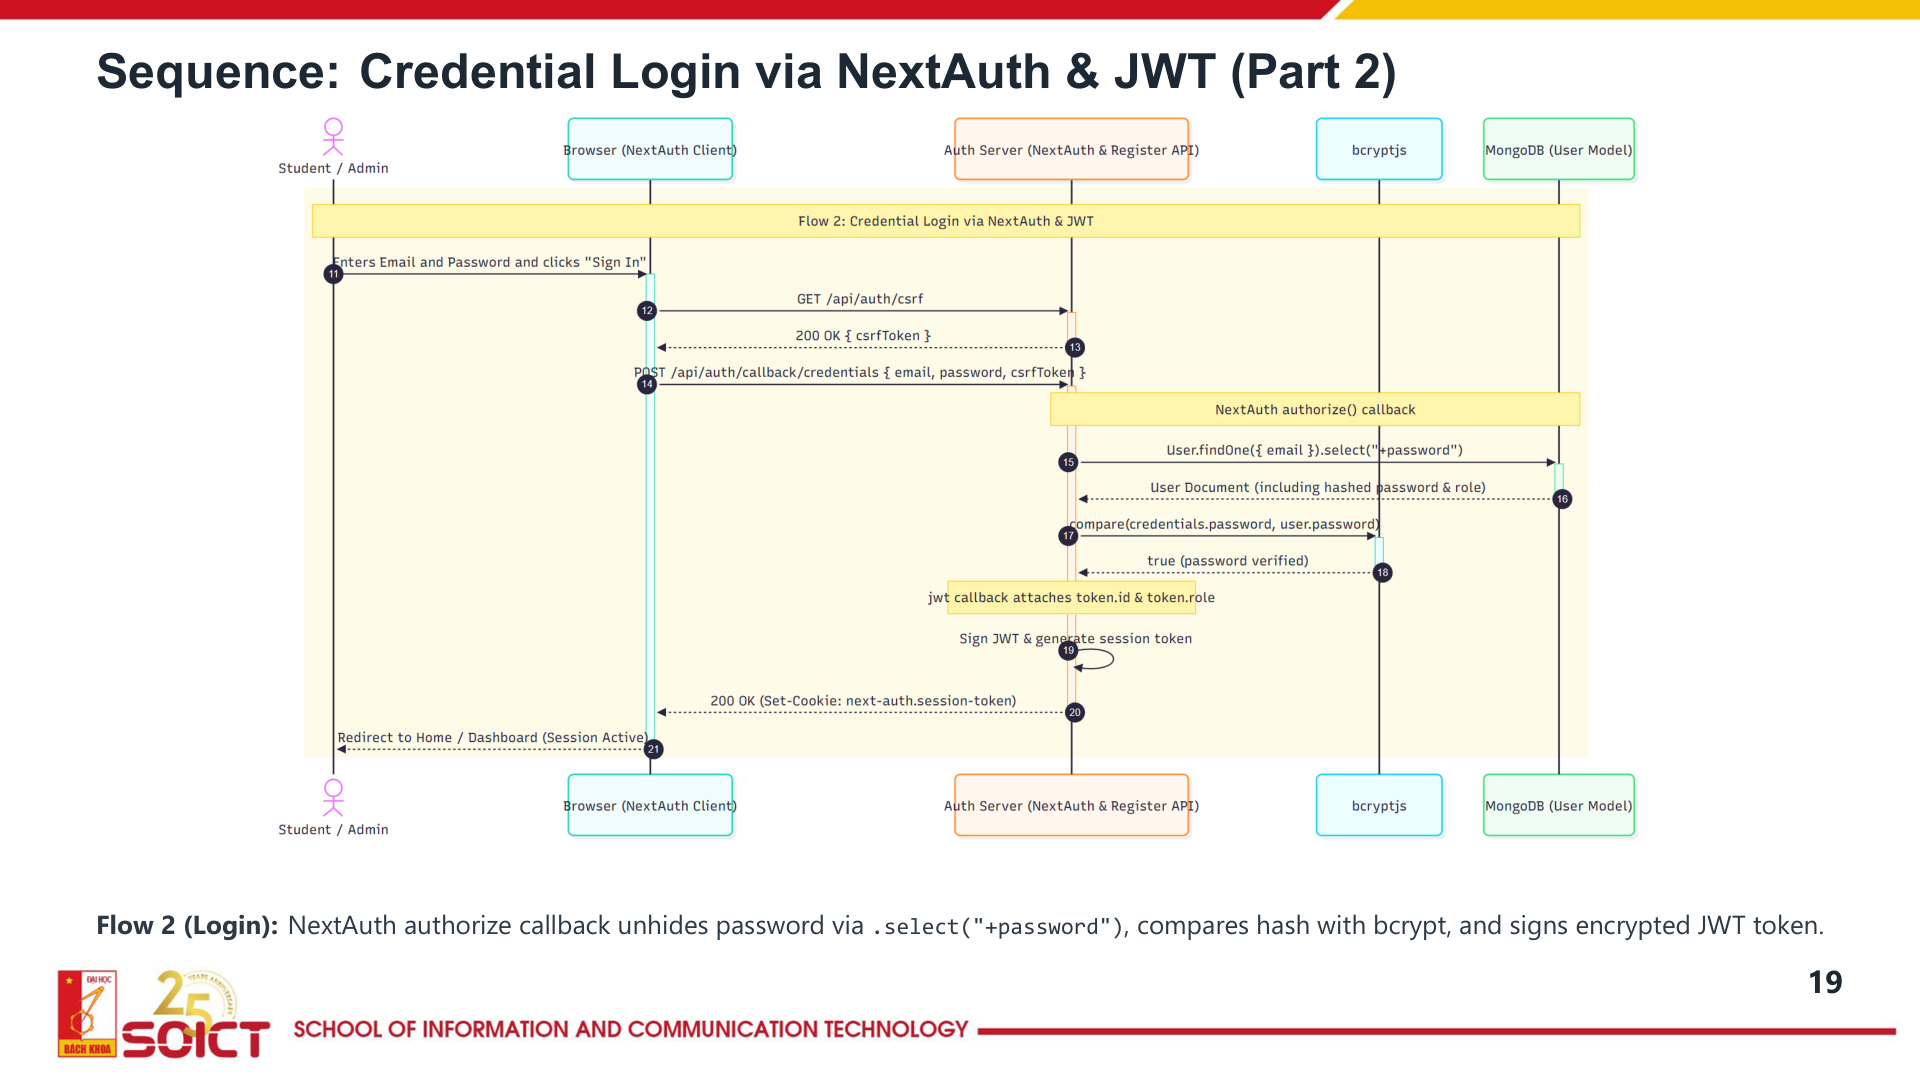 Sequence: Credential Login via NextAuth & JWT (Part 2)
Student / Admin
Browser (NextAuth Client)
Auth Server (NextAuth & Register API)
bcryptjs
MongoDB (User Model)
Flow 2: Credential Login via NextAuth & JWT
Enters Email and Password and clicks "Sign In"
11
GET /api/auth/csrf
12
200 OK { csrfToken }
13
POST /api/auth/callback/credentials { email, password, csrfToken }
14
NextAuth authorize() callback
User.findOne({ email }).select("+password")
15
User Document (including hashed password & role)
16
compare(credentials.password, user.password)
17
true (password verified)
18
jwt callback attaches token.id & token.role
Sign JWT & generate session token
19
200 OK (Set-Cookie: next-auth.session-token)
20
Redirect to Home / Dashboard (Session Active)
21
Student / Admin
Browser (NextAuth Client)
Auth Server (NextAuth & Register API)
bcryptjs
MongoDB (User Model)
Flow 2 (Login): NextAuth authorize callback unhides password via .select("+password"), compares hash with bcrypt, and signs encrypted JWT token.
19
ĐẠI HỌC
BÁCH KHOA
25
YEARS ANNIVERSARY
SOICT
SCHOOL OF INFORMATION AND COMMUNICATION TECHNOLOGY